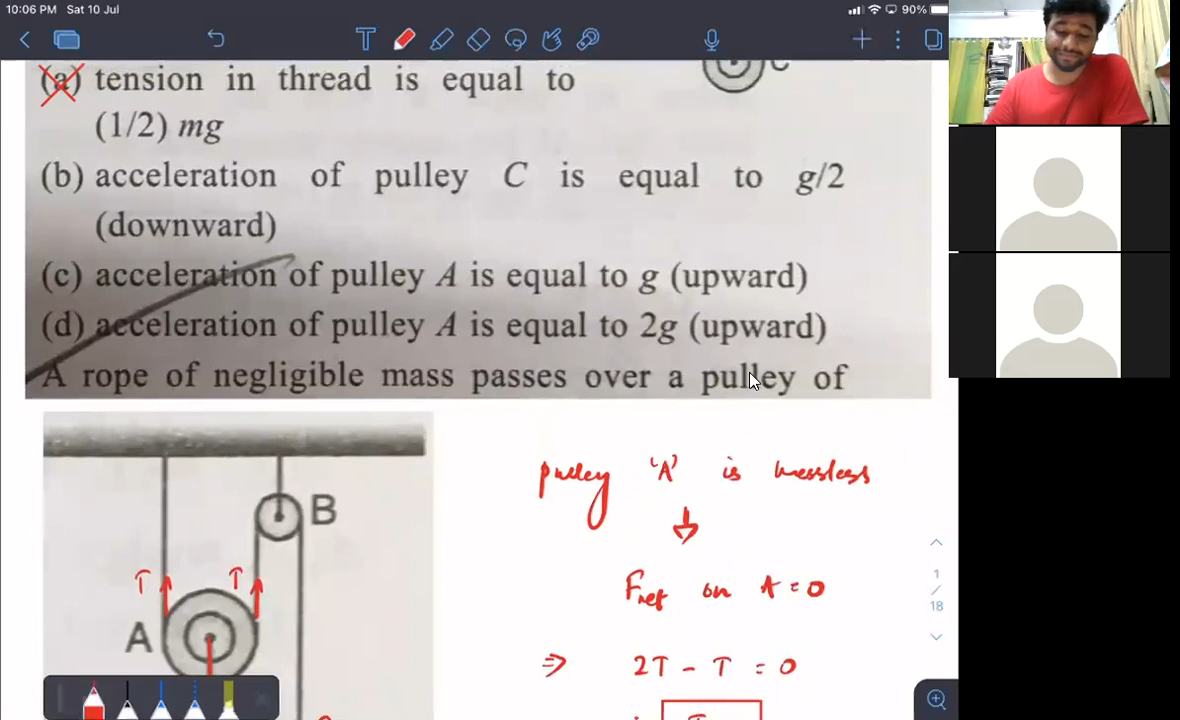 10:06 PM Sat 10 Jul
90%
(a) tension in thread is equal to
(1/2) mg
C
(b) acceleration of pulley C is equal to g/2
(downward)
(c) acceleration of pulley A is equal to g (upward)
(d) acceleration of pulley A is equal to 2g (upward)
A rope of negligible mass passes over a pulley of
B
T T
A
pulley 'A' is massless
Fnet on A = 0
⇒ 2T - T = 0
1
/
18